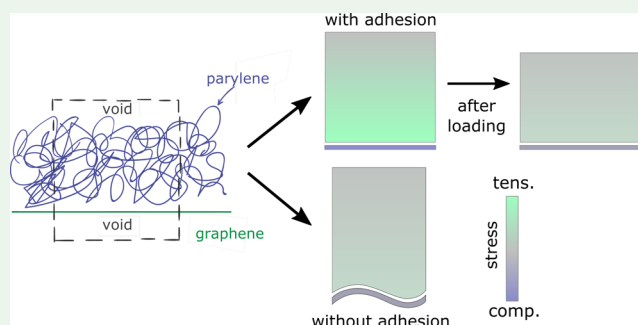 with adhesion
parylene
void
after
loading
void
graphene
tens.
stress
comp.
without adhesion